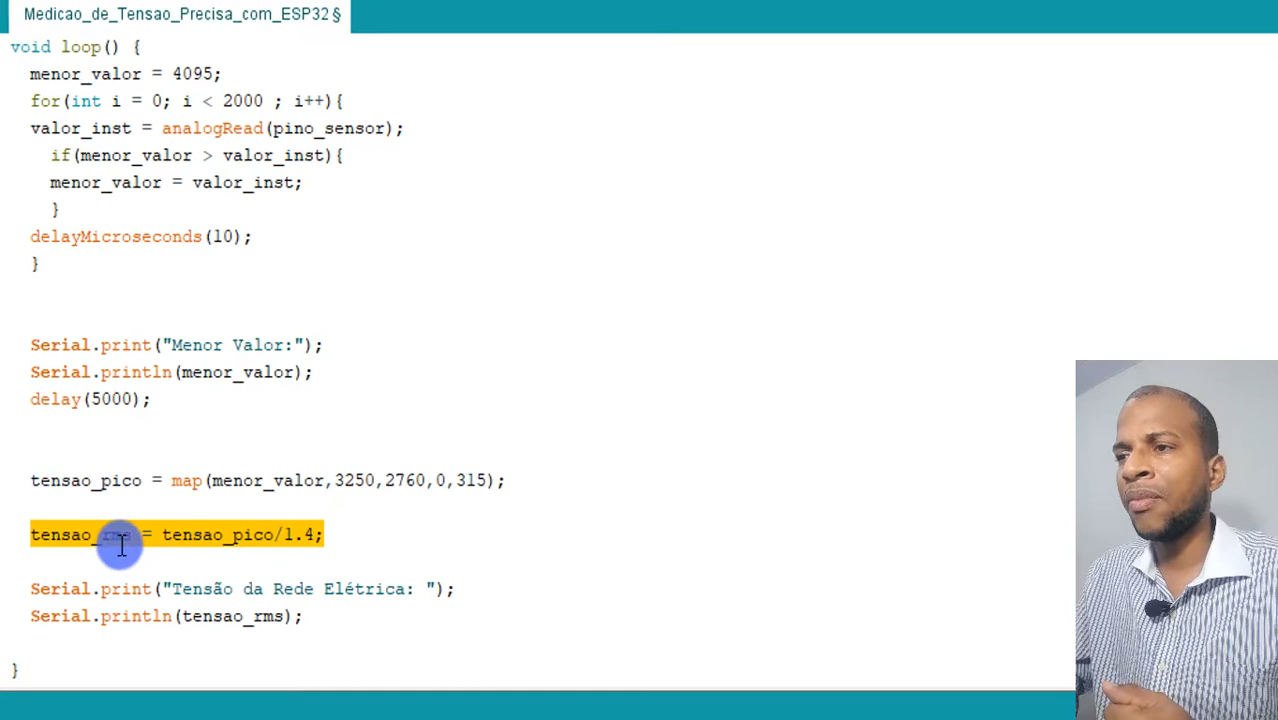 Medicao_de_Tensao_Precisa_com_ESP32§
void loop() {
menor_valor = 4095;
for(int i = 0; i < 2000 ; i++){
valor_inst = analogRead(pino_sensor);
if(menor_valor > valor_inst){
menor_valor = valor_inst;
}
delayMicroseconds(10);
}
Serial.print("Menor Valor:");
Serial.println(menor_valor);
delay(5000);
tensao_pico = map(menor_valor,3250,2760,0,315);
tensao_rms = tensao_pico/1.4;
Serial.print("Tensão da Rede Elétrica: ");
Serial.println(tensao_rms);
}